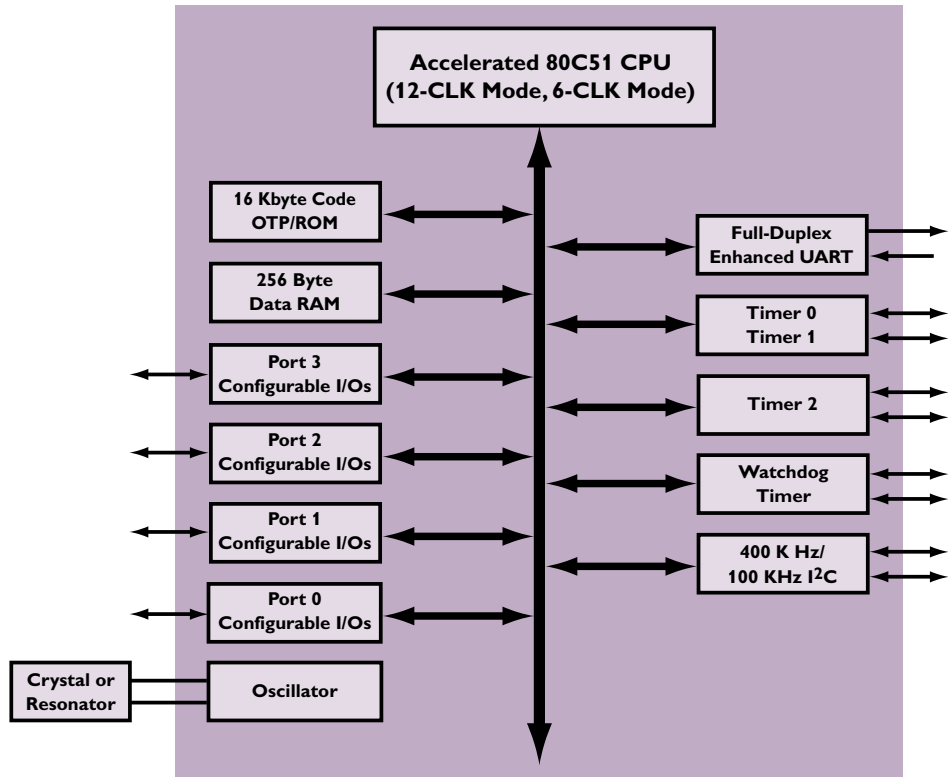 Accelerated 80C51 CPU
(12-CLK Mode, 6-CLK Mode)
16 Kbyte Code
OTP/ROM
256 Byte
Data RAM
Port 3
Configurable I/Os
Port 2
Configurable I/Os
Port 1
Configurable I/Os
Port 0
Configurable I/Os
Crystal or
Resonator
Oscillator
Full-Duplex
Enhanced UART
Timer 0
Timer 1
Timer 2
Watchdog
Timer
400 K Hz/
100 KHz I²C